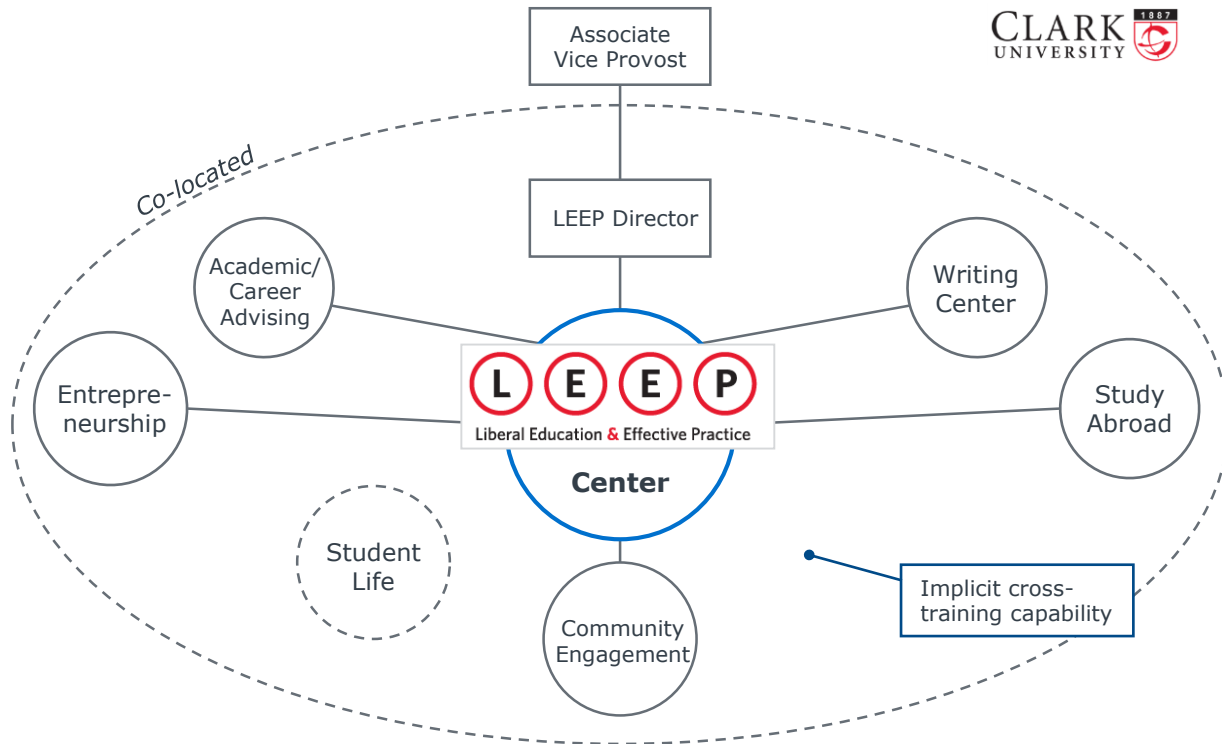 Associate
Vice Provost
CLARK
UNIVERSITY
1887
Co-located
LEEP Director
Academic/
Career
Advising
Writing
Center
Entrepre-
neurship
L E E P
Liberal Education & Effective Practice
Center
Study
Abroad
Student
Life
Community
Engagement
Implicit cross-
training capability